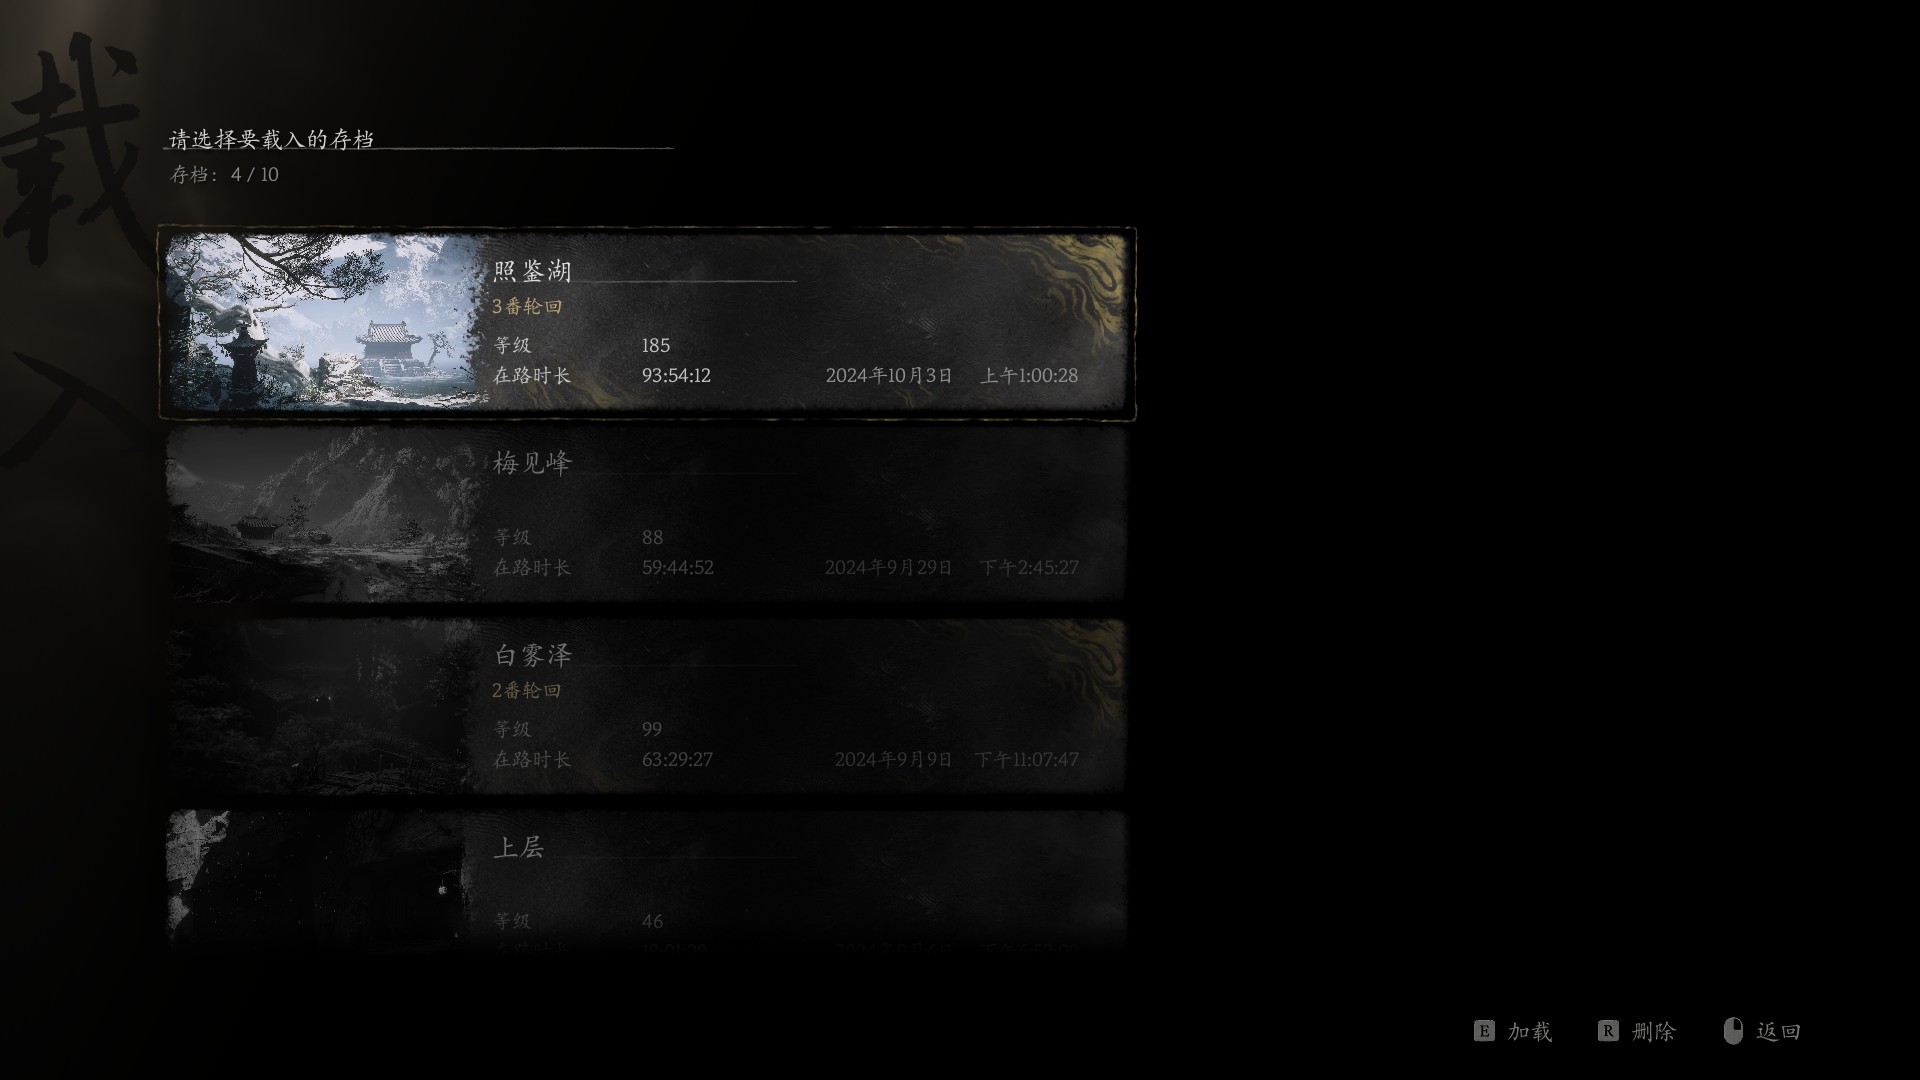 载入
请选择要载入的存档
存档：4 / 10
照鉴湖
3番轮回
等级 185
在路时长 93:54:12 2024年10月3日 上午1:00:28
梅见峰
等级 88
在路时长 59:44:52 2024年9月29日 下午2:45:27
白雾泽
2番轮回
等级 99
在路时长 63:29:27 2024年9月9日 下午11:07:47
上层
等级 46
在路时长
E 加载 R 删除 返回